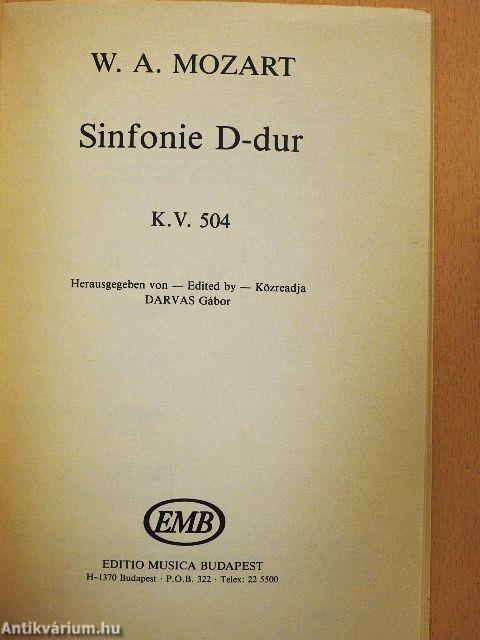 W. A. MOZART
Sinfonie D-dur
K.V. 504
Herausgegeben von — Edited by — Közreadja
DARVAS Gábor
EMB
EDITIO MUSICA BUDAPEST
H-1370 Budapest · P.O.B. 322 · Telex: 22 5500
Antikvárium.hu